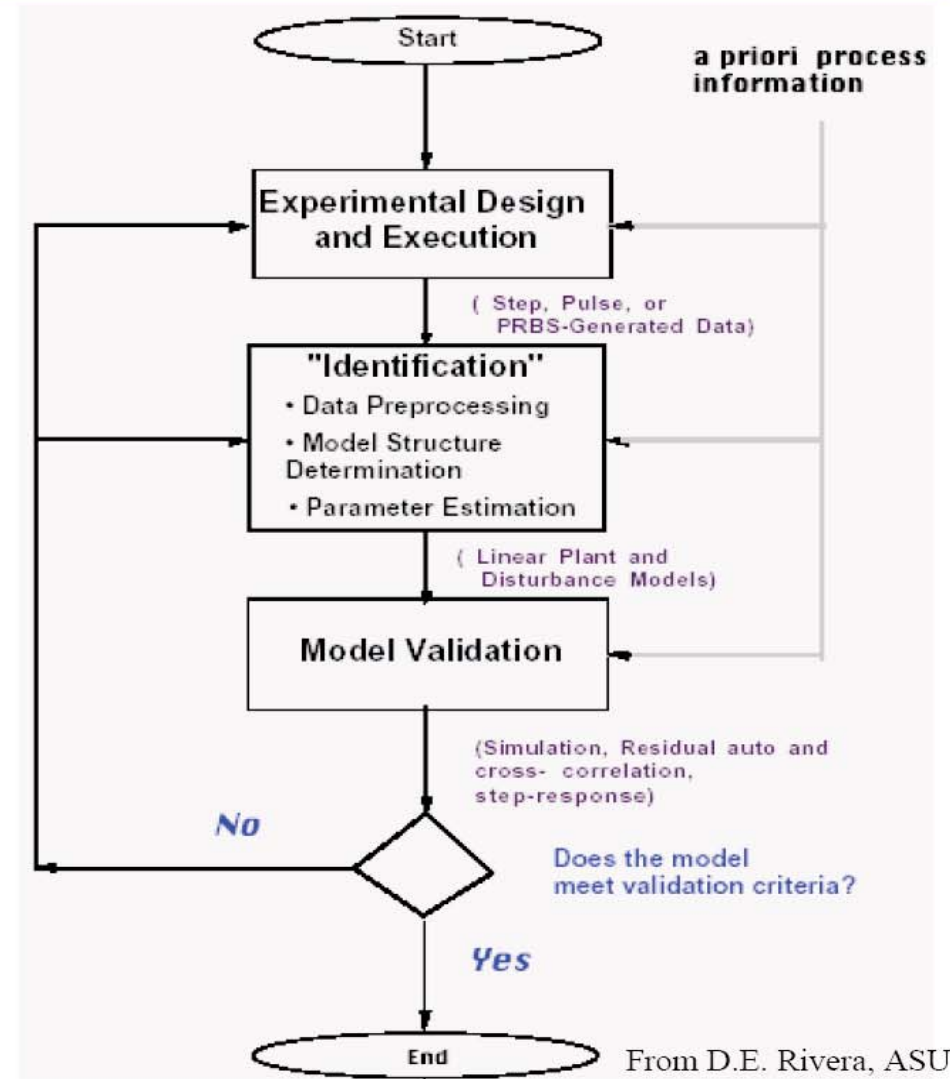 Start
a priori process
information
Experimental Design
and Execution
( Step, Pulse, or
PRBS-Generated Data)
"Identification"
• Data Preprocessing
• Model Structure
Determination
• Parameter Estimation
( Linear Plant and
Disturbance Models)
Model Validation
(Simulation, Residual auto and
cross- correlation,
step-response)
No
Does the model
meet validation criteria?
Yes
End
From D.E. Rivera, ASU